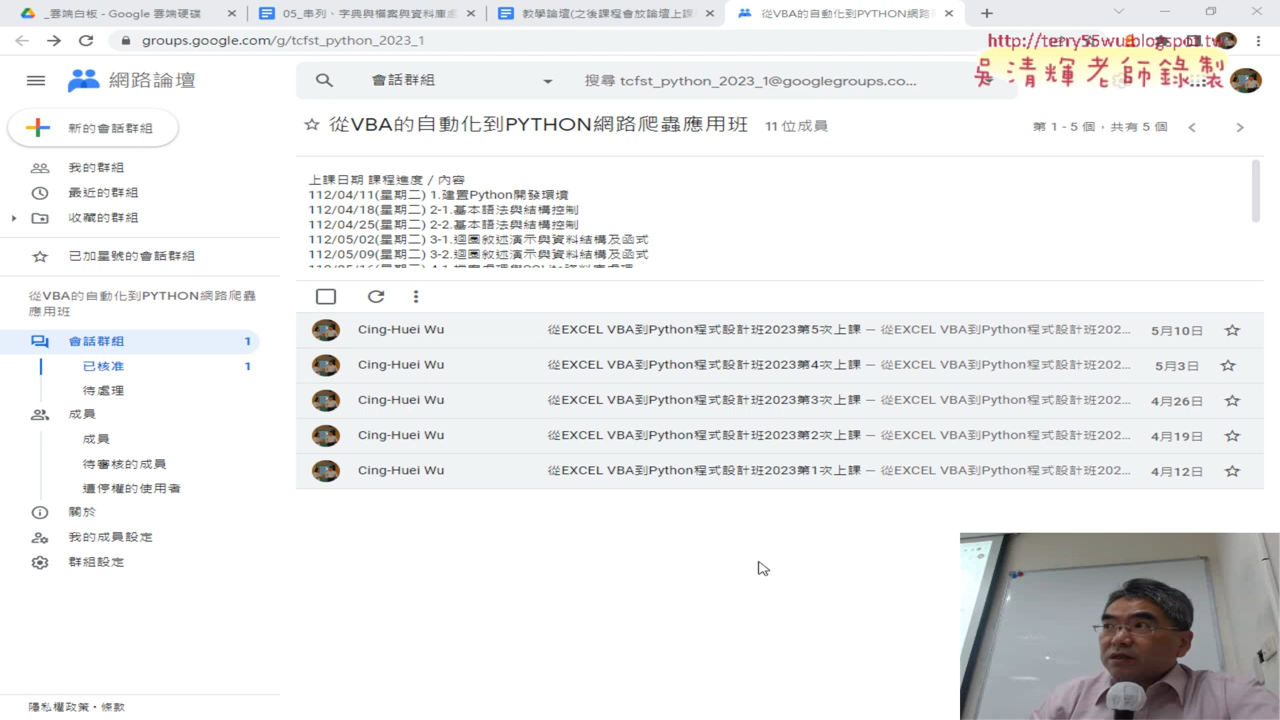 _雲端白板 - Google 雲端硬碟
05_串列、字典與檔案與資料庫處
教學論壇(之後課程會放論壇上課
從VBA的自動化到PYTHON網路爬
groups.google.com/g/tcfst_python_2023_1
http://terry55wu.blogspot.tw
吳清輝老師錄製
網路論壇
會話群組
搜尋 tcfst_python_2023_1@googlegroups.co...
新的會話群組
我的群組
最近的群組
收藏的群組
已加星號的會話群組
從VBA的自動化到PYTHON網路爬蟲
應用班
會話群組 1
已核准 1
待處理
成員
成員
待審核的成員
遭停權的使用者
關於
我的成員設定
群組設定
隱私權政策・條款
從VBA的自動化到PYTHON網路爬蟲應用班 11 位成員
第 1 - 5 個,共有 5 個
上課日期 課程進度 / 內容
112/04/11(星期二) 1.建置Python開發環境
112/04/18(星期二) 2-1.基本語法與結構控制
112/04/25(星期二) 2-2.基本語法與結構控制
112/05/02(星期二) 3-1.迴圈敘述演示與資料結構及函式
112/05/09(星期二) 3-2.迴圈敘述演示與資料結構及函式
112/05/16(星期二) 4-1.檔案處理與SQLite資料庫處理
Cing-Huei Wu 從EXCEL VBA到Python程式設計班2023第5次上課 — 從EXCEL VBA到Python程式設計班202... 5月10日
Cing-Huei Wu 從EXCEL VBA到Python程式設計班2023第4次上課 — 從EXCEL VBA到Python程式設計班202... 5月3日
Cing-Huei Wu 從EXCEL VBA到Python程式設計班2023第3次上課 — 從EXCEL VBA到Python程式設計班202... 4月26日
Cing-Huei Wu 從EXCEL VBA到Python程式設計班2023第2次上課 — 從EXCEL VBA到Python程式設計班202... 4月19日
Cing-Huei Wu 從EXCEL VBA到Python程式設計班2023第1次上課 — 從EXCEL VBA到Python程式設計班202... 4月12日